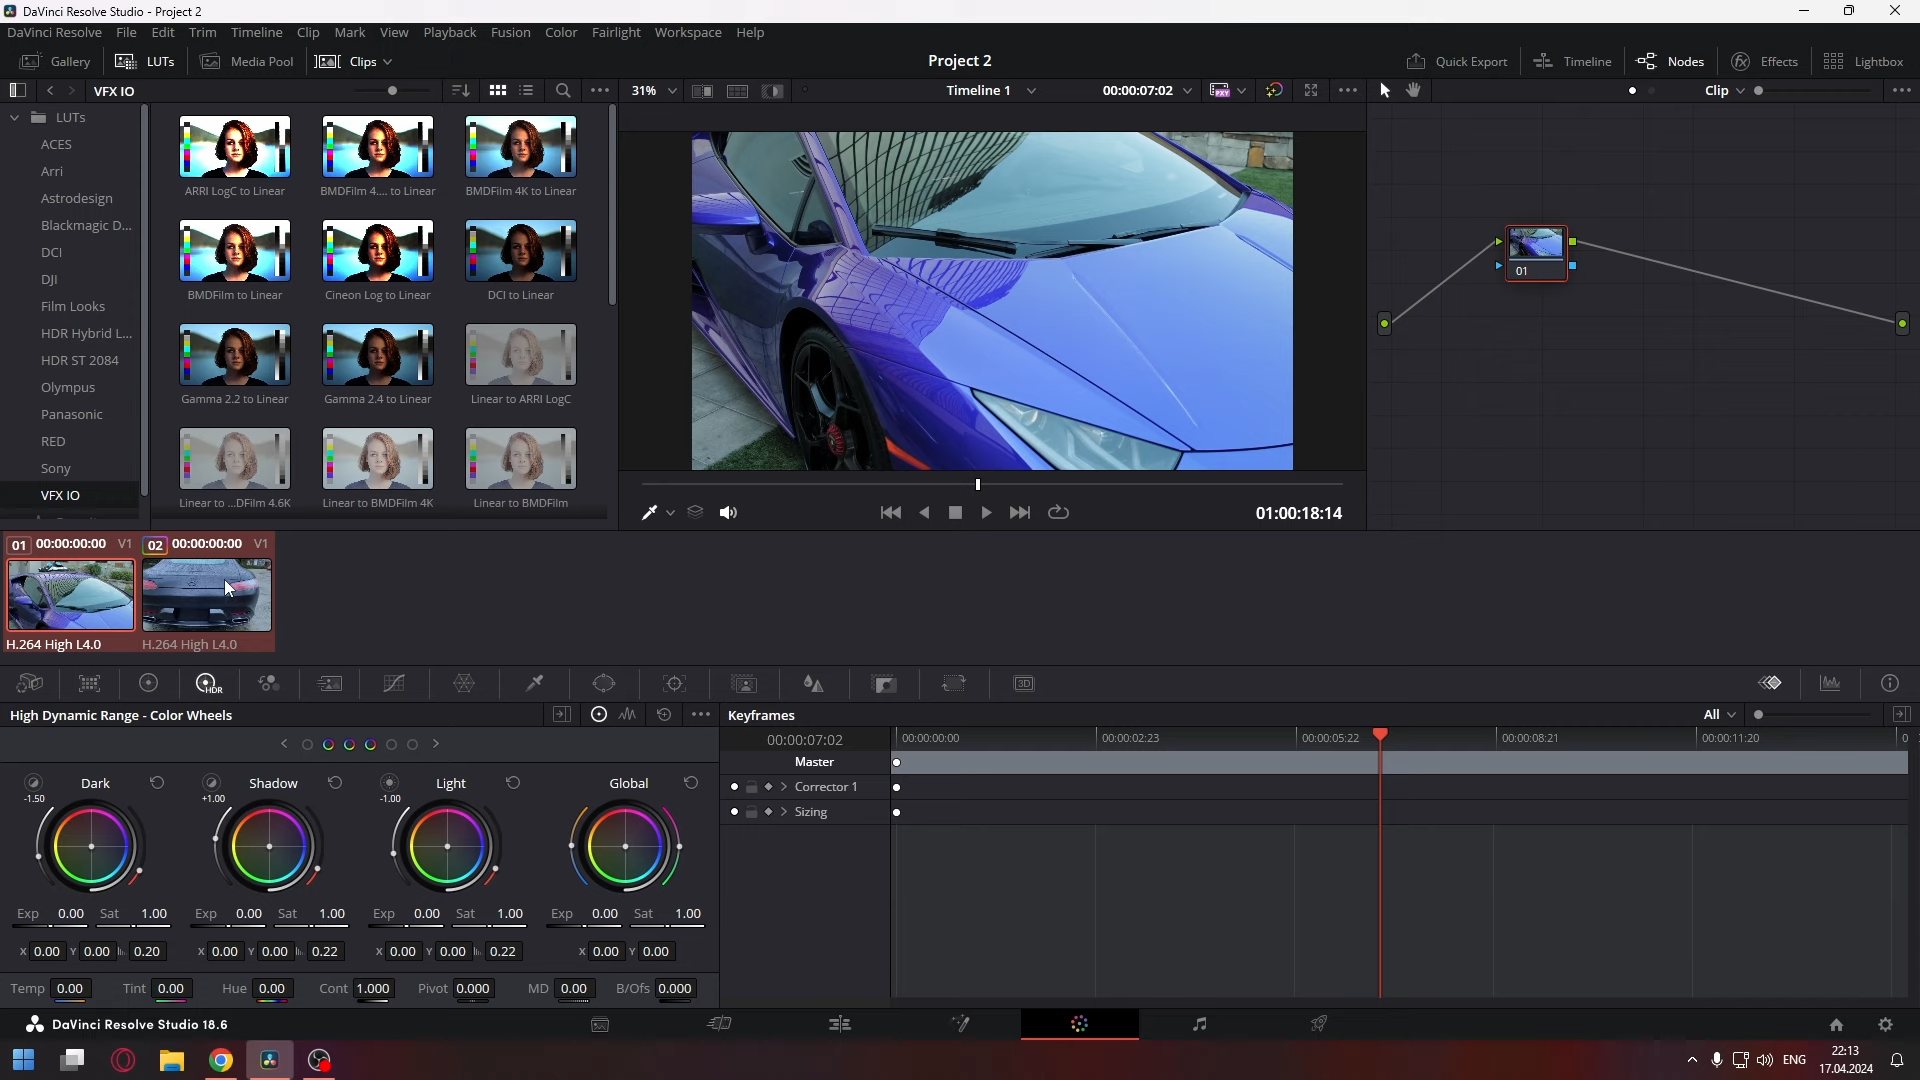 DaVinci Resolve Studio - Project 2
DaVinci Resolve File Edit Trim Timeline Clip Mark View Playback Fusion Color Fairlight Workspace Help
Gallery LUTs Media Pool Clips Project 2 Quick Export Timeline Nodes Effects Lightbox
VFX IO 31% Timeline 1 00:00:07:02 PXY Clip
LUTs
ACES
Arri
Astrodesign
Blackmagic D...
DCI
DJI
Film Looks
HDR Hybrid L...
HDR ST 2084
Olympus
Panasonic
RED
Sony
VFX IO
ARRI LogC to Linear BMDFilm 4.... to Linear BMDFilm 4K to Linear
BMDFilm to Linear Cineon Log to Linear DCI to Linear
Gamma 2.2 to Linear Gamma 2.4 to Linear Linear to ARRI LogC
Linear to ...DFilm 4.6K Linear to BMDFilm 4K Linear to BMDFilm
01:00:18:14
01
01 00:00:00:00 V1 02 00:00:00:00 V1
H.264 High L4.0 H.264 High L4.0
HDR 3D
High Dynamic Range - Color Wheels
Keyframes All
00:00:07:02 00:00:00:00 00:00:02:23 00:00:05:22 00:00:08:21 00:00:11:20 0
Master
Corrector 1
Sizing
Dark Shadow Light Global
-1.50 +1.00 -1.00
Exp 0.00 Sat 1.00 Exp 0.00 Sat 1.00 Exp 0.00 Sat 1.00 Exp 0.00 Sat 1.00
X 0.00 Y 0.00 0.20 X 0.00 Y 0.00 0.22 X 0.00 Y 0.00 0.22 X 0.00 Y 0.00
Temp 0.00 Tint 0.00 Hue 0.00 Cont 1.000 Pivot 0.000 MD 0.00 B/Ofs 0.000
DaVinci Resolve Studio 18.6
ENG 22:13
17.04.2024